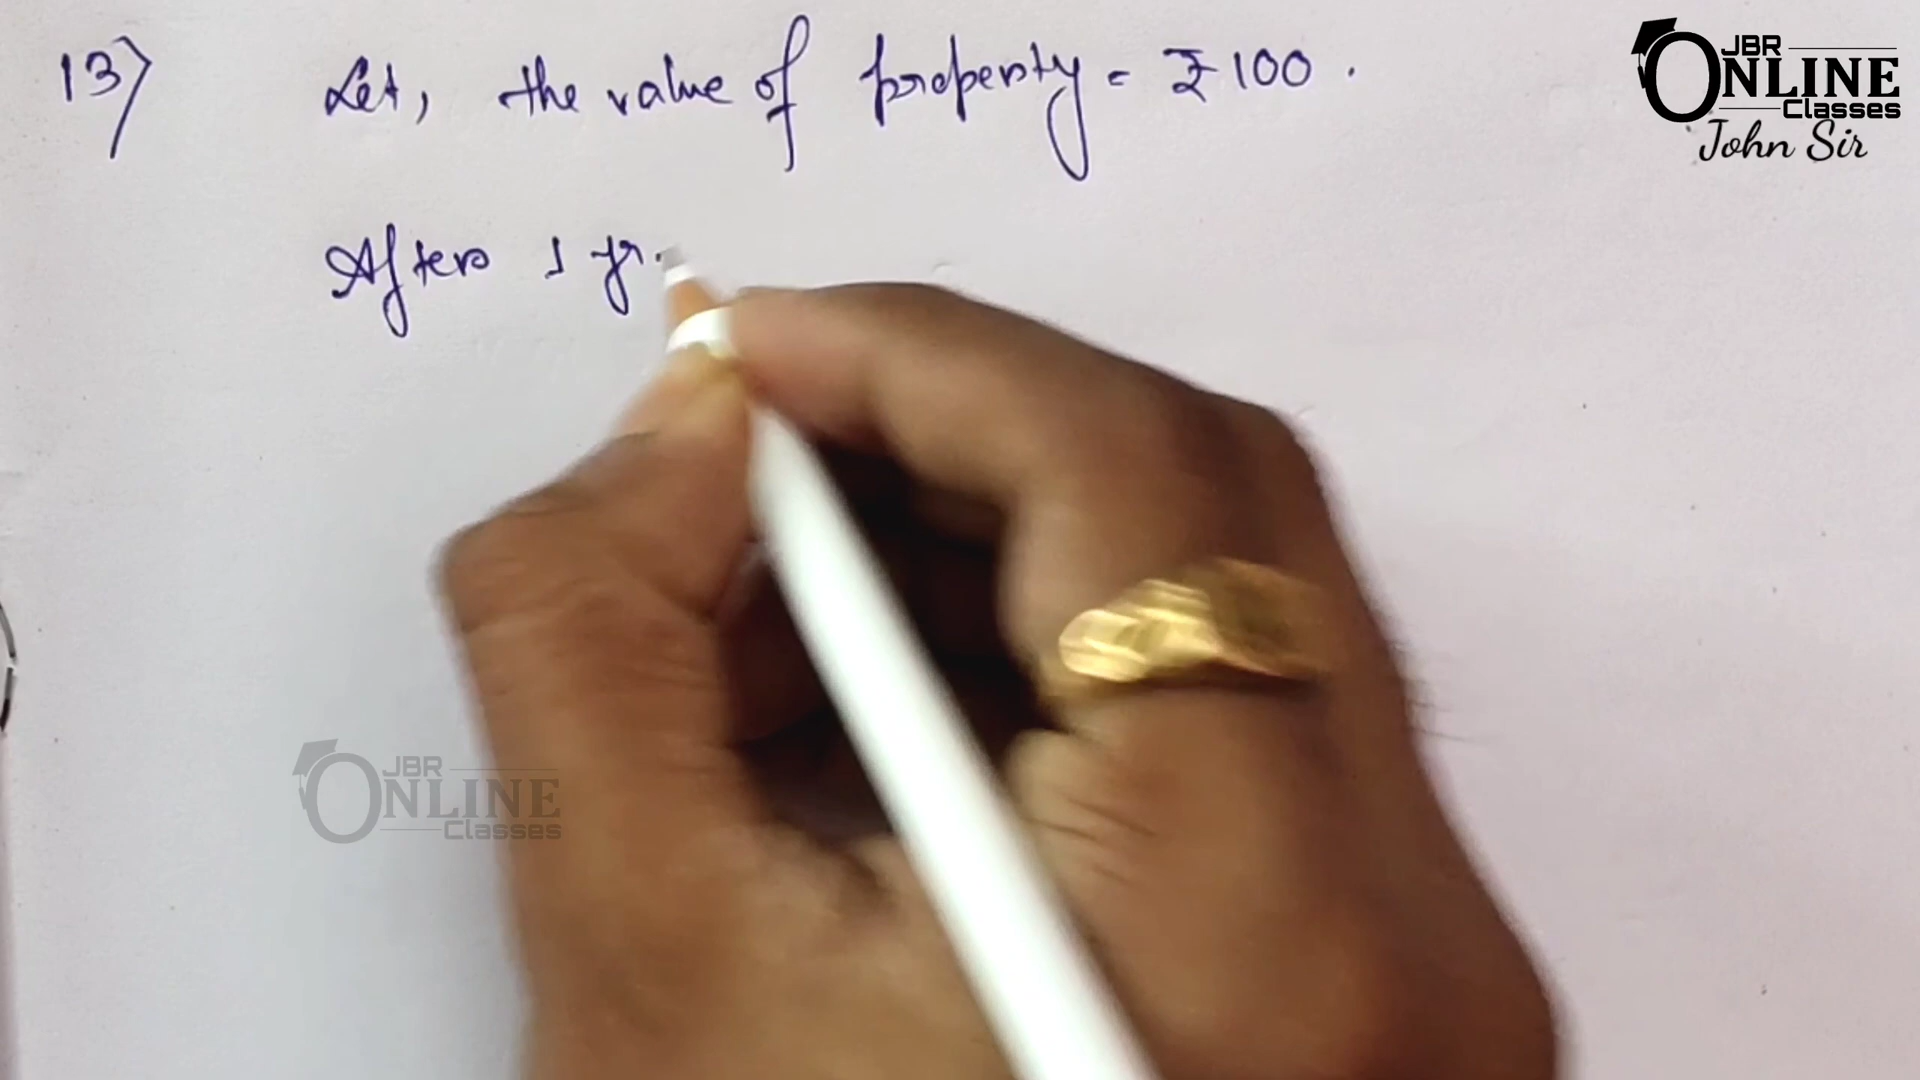 13) Let, the value of property = ₹ 100.
After 1 yr.
JBR
ONLINE
Classes
John Sir
JBR
ONLINE
Classes